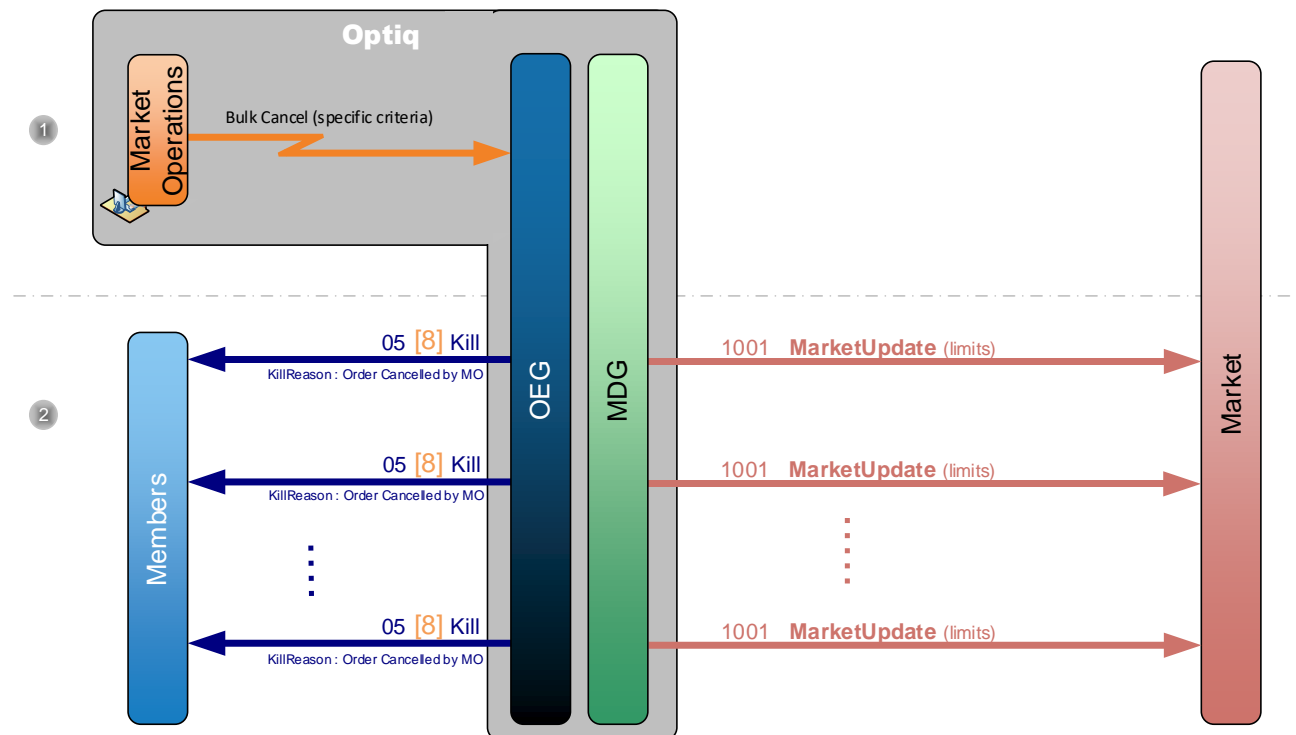 Optiq
Market
Operations
1
Bulk Cancel (specific criteria)
OEG
MDG
Market
2
Members
05 [8] Kill
KillReason : Order Cancelled by MO
1001 MarketUpdate (limits)
05 [8] Kill
KillReason : Order Cancelled by MO
1001 MarketUpdate (limits)
05 [8] Kill
KillReason : Order Cancelled by MO
1001 MarketUpdate (limits)